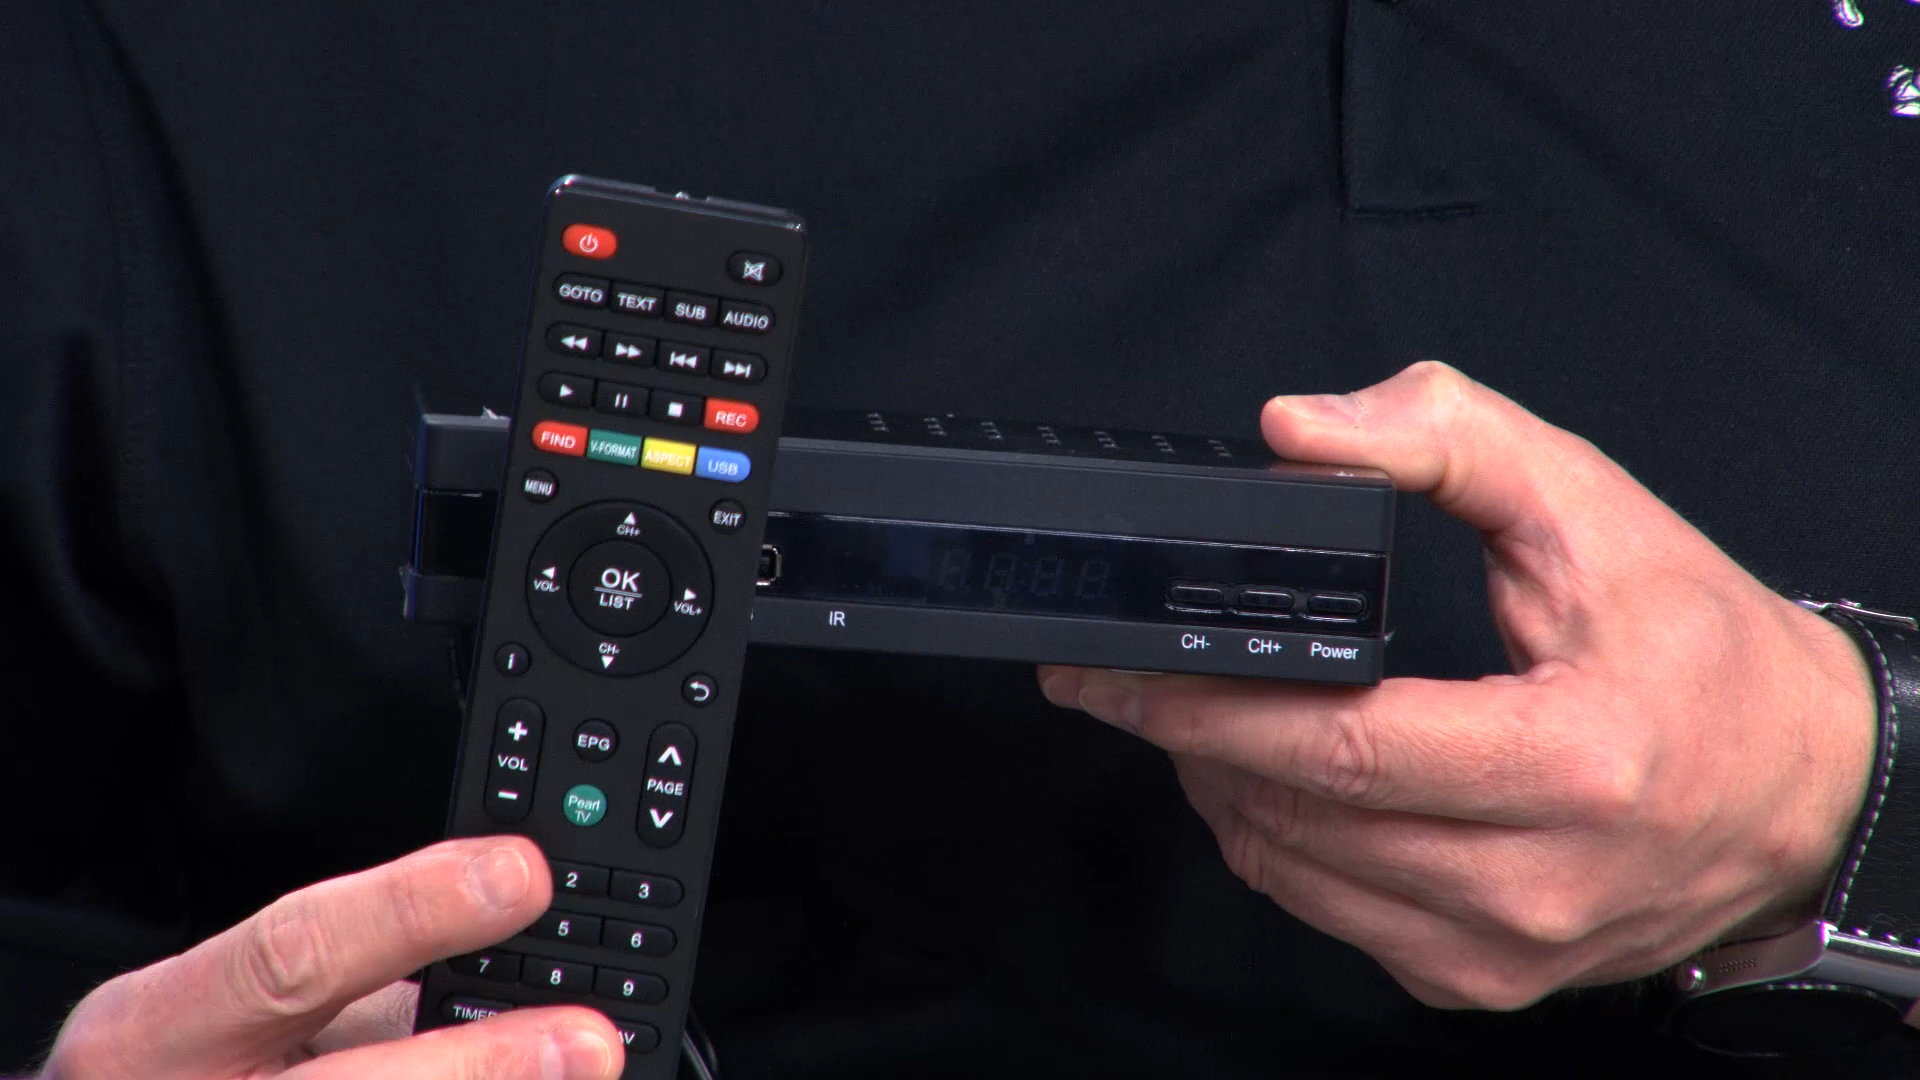 GOTO TEXT SUB AUDIO
REC
FIND V-FORMAT ASPECT USB
MENU
EXIT
CH+
VOL-
OK
LIST
VOL+
CH-
i
VOL
EPG
PAGE
Pearl
TV
2 3
5 6
7 8 9
IR
CH- CH+ Power